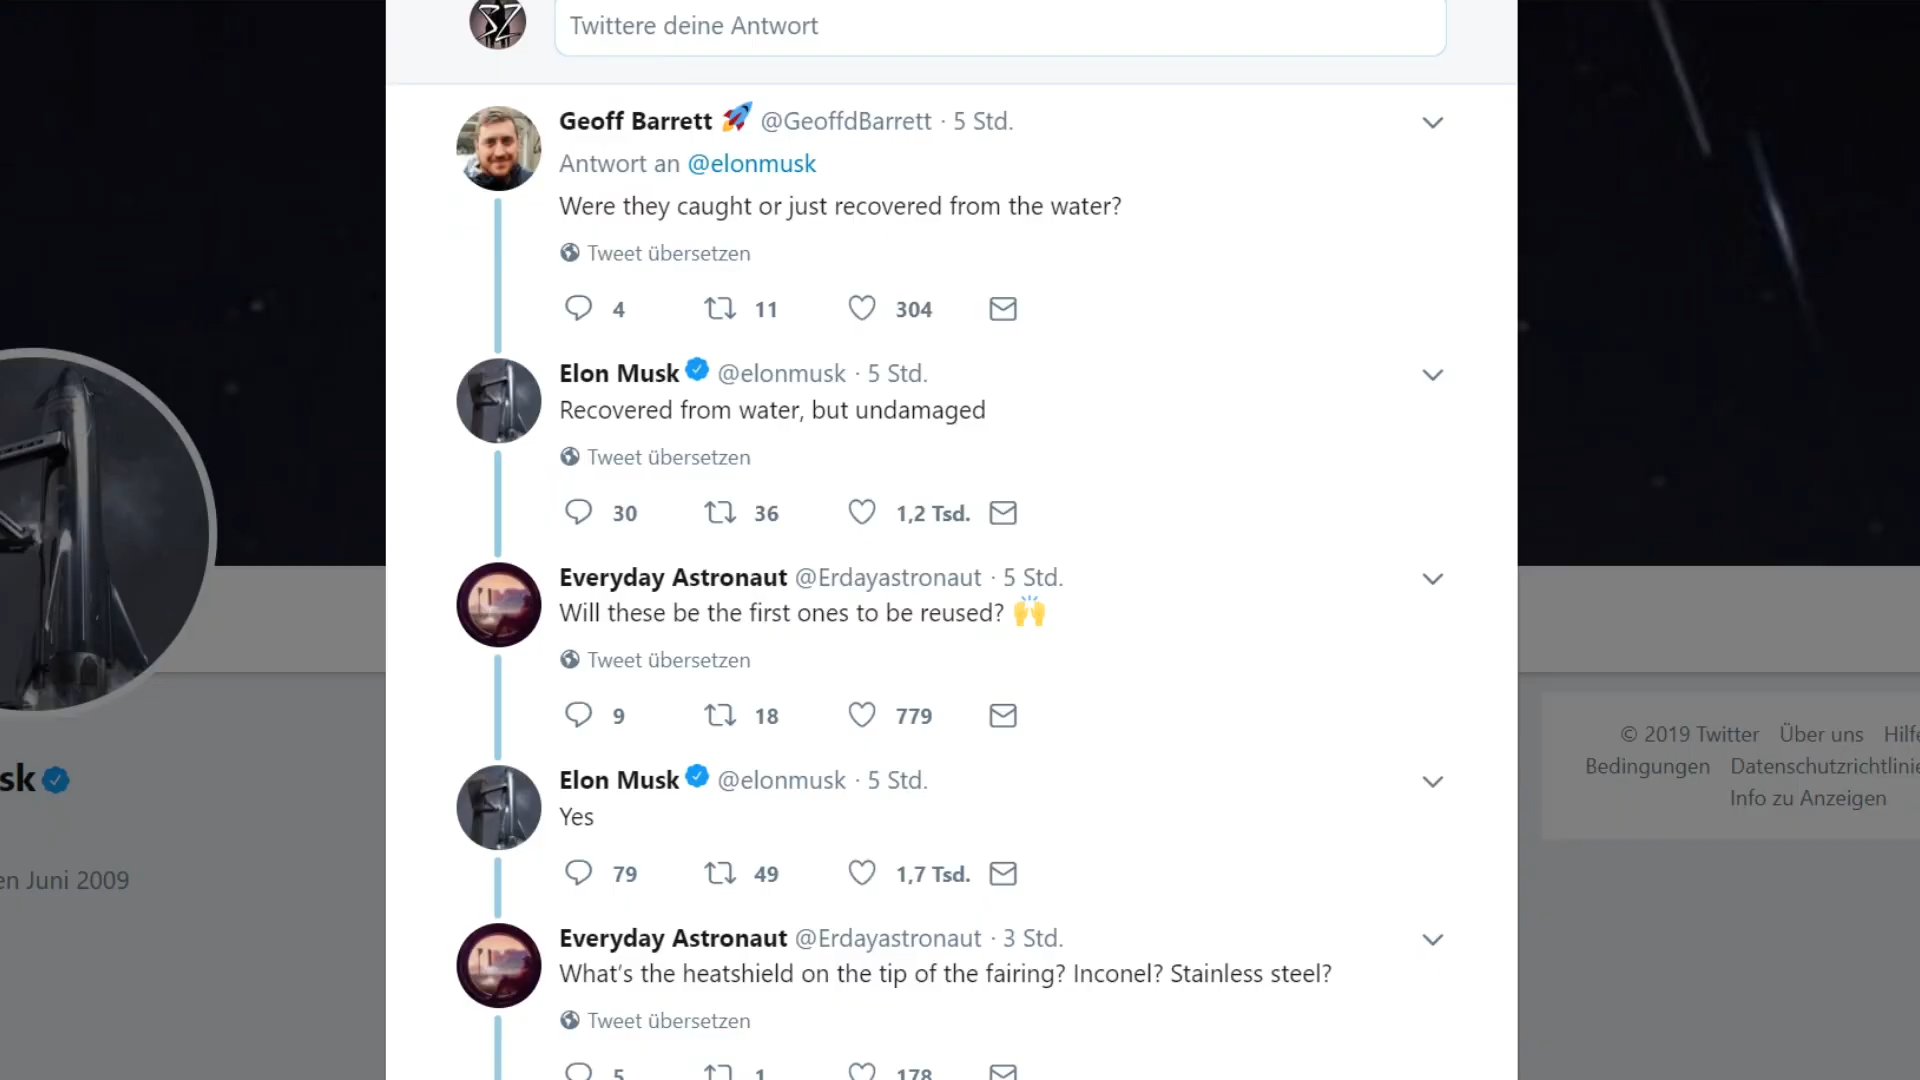 Twittere deine Antwort
Geoff Barrett 🚀 @GeoffdBarrett · 5 Std.
Antwort an @elonmusk
Were they caught or just recovered from the water?
Tweet übersetzen
4 11 304
Elon Musk @elonmusk · 5 Std.
Recovered from water, but undamaged
Tweet übersetzen
30 36 1,2 Tsd.
Everyday Astronaut @Erdayastronaut · 5 Std.
Will these be the first ones to be reused? 🙌
Tweet übersetzen
9 18 779
Elon Musk @elonmusk · 5 Std.
Yes
79 49 1,7 Tsd.
Everyday Astronaut @Erdayastronaut · 3 Std.
What's the heatshield on the tip of the fairing? Inconel? Stainless steel?
Tweet übersetzen
5 1 178
sk
en Juni 2009
© 2019 Twitter Über uns Hilfe
Bedingungen Datenschutzrichtlinie
Info zu Anzeigen